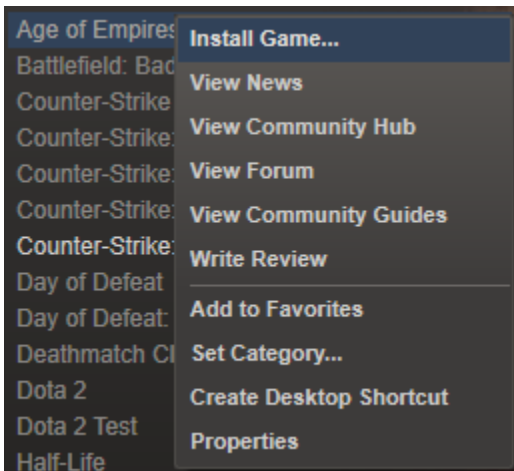 Age of Empires
Battlefield: Bad
Counter-Strike
Counter-Strike:
Counter-Strike:
Counter-Strike:
Counter-Strike:
Day of Defeat
Day of Defeat:
Deathmatch Cl
Dota 2
Dota 2 Test
Half-Life
Install Game...
View News
View Community Hub
View Forum
View Community Guides
Write Review
Add to Favorites
Set Category...
Create Desktop Shortcut
Properties